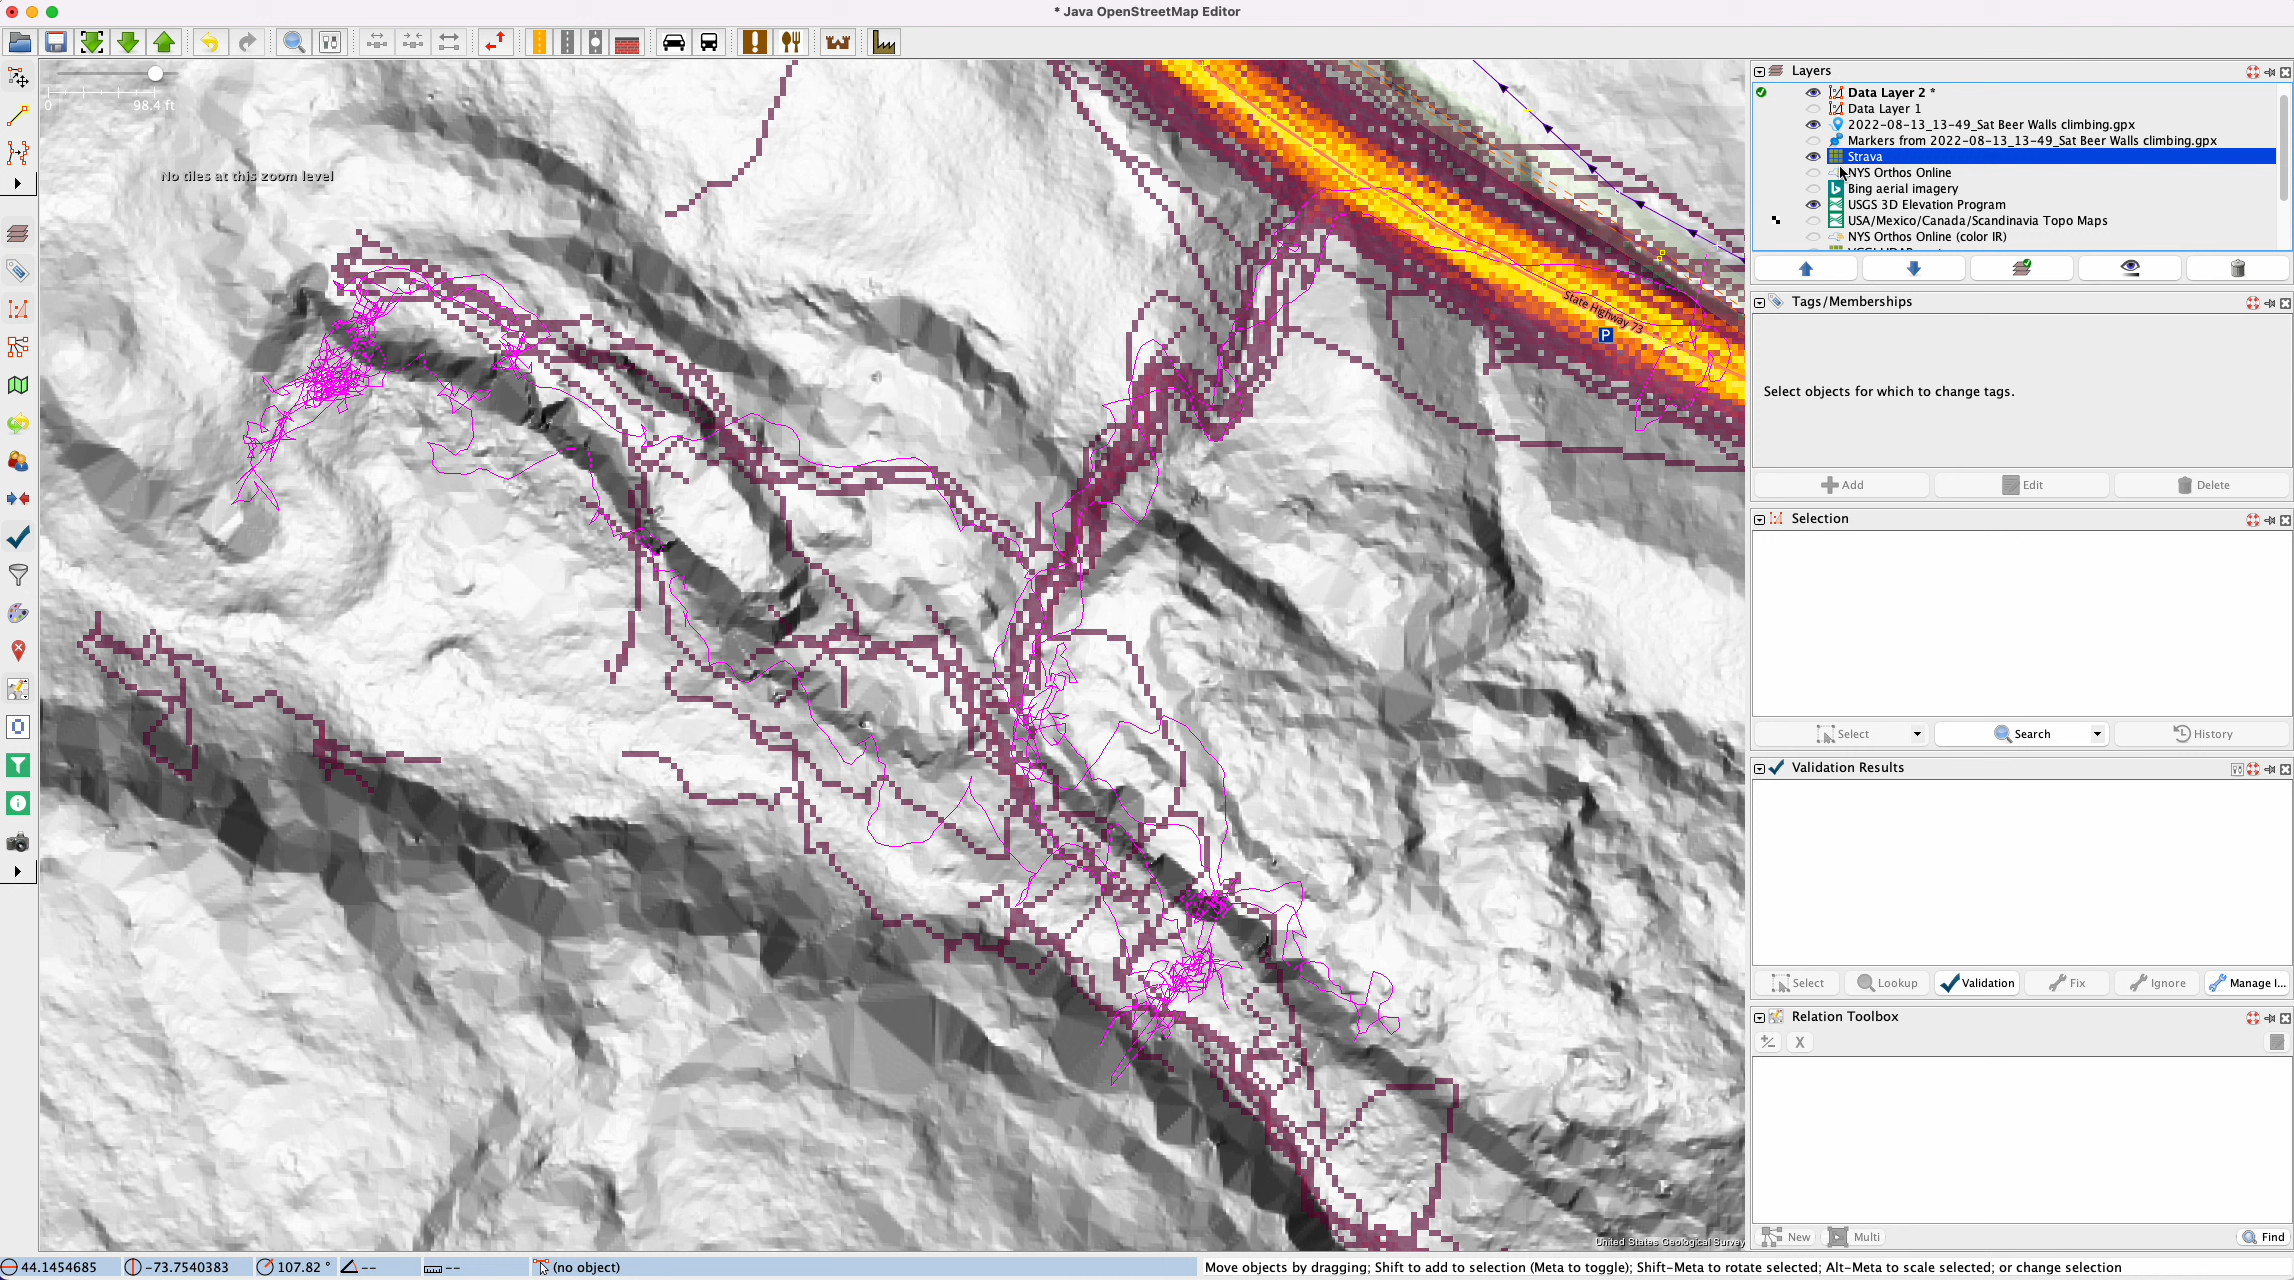 * Java OpenStreetMap Editor
0 98.4 ft
No tiles at this zoom level
State Highway 73
P
United States Geological Survey
Layers
Data Layer 2 *
Data Layer 1
2022-08-13_13-49_Sat Beer Walls climbing.gpx
Markers from 2022-08-13_13-49_Sat Beer Walls climbing.gpx
Strava
NYS Orthos Online
Bing aerial imagery
USGS 3D Elevation Program
USA/Mexico/Canada/Scandinavia Topo Maps
NYS Orthos Online (color IR)
Tags/Memberships
Select objects for which to change tags.
Add Edit Delete
Selection
Select Search History
Validation Results
Select Lookup Validation Fix Ignore Manage I...
Relation Toolbox
New Multi Find
44.1454685 -73.7540383 107.82 ° -- -- (no object) Move objects by dragging; Shift to add to selection (Meta to toggle); Shift-Meta to rotate selected; Alt-Meta to scale selected; or change selection